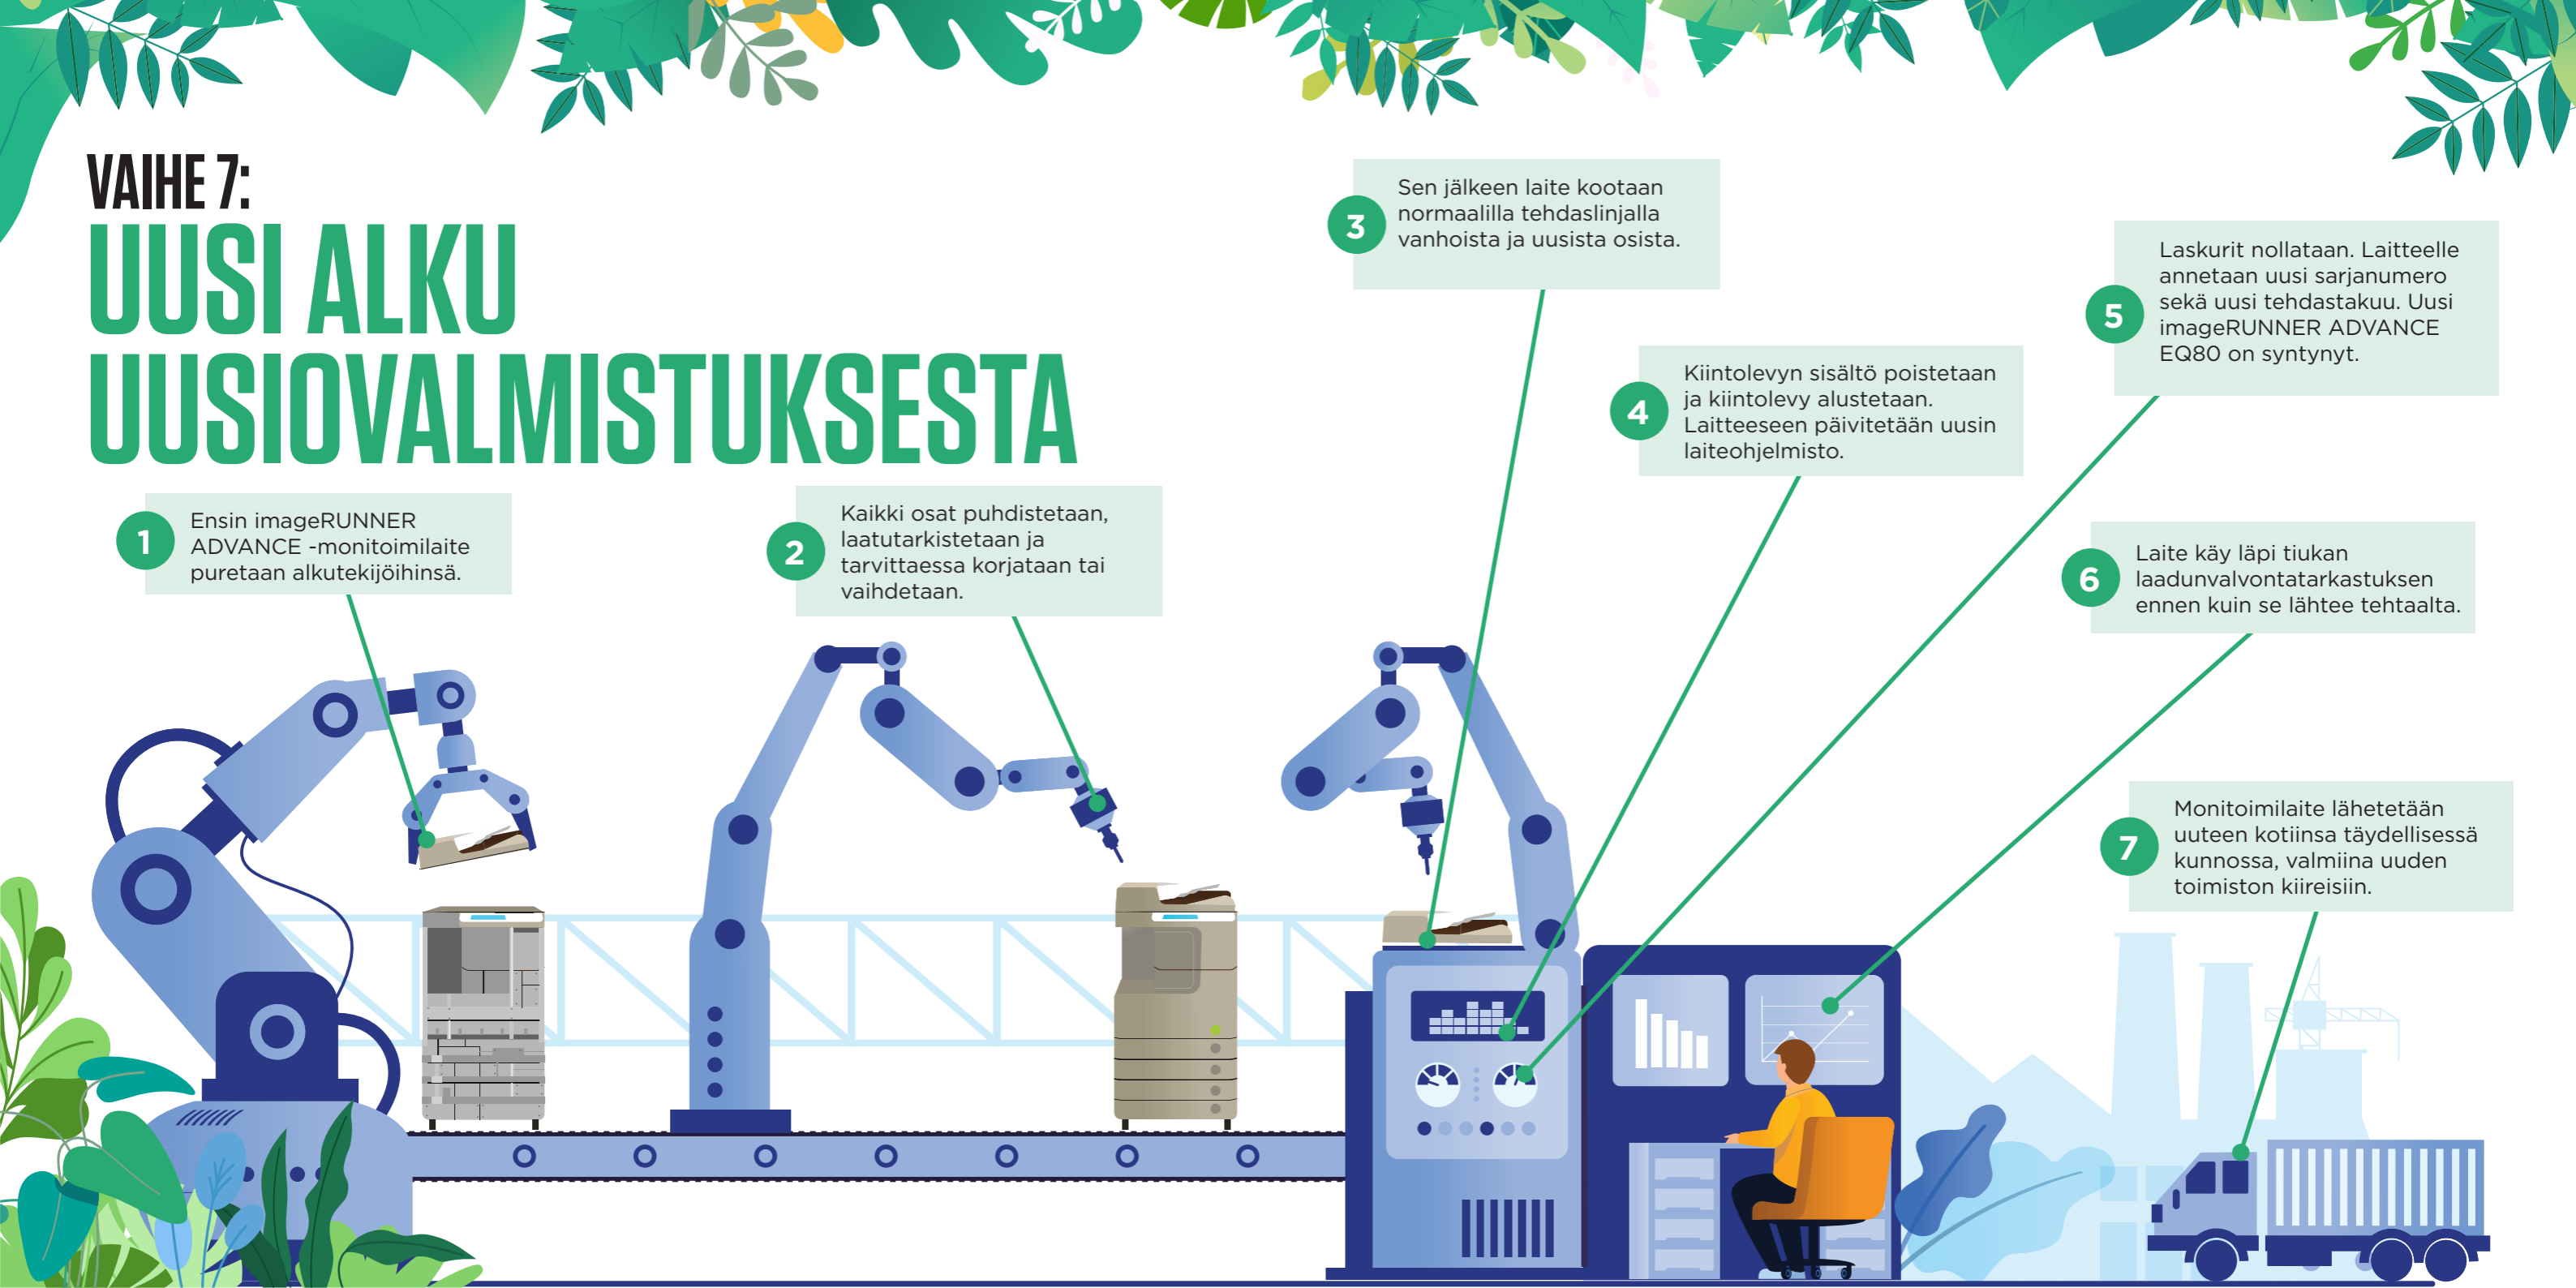 VAIHE 7:
UUSI ALKU
UUSIOVALMISTUKSESTA
1
Ensin imageRUNNER
ADVANCE -monitoimilaite
puretaan alkutekijöihinsä.
2
Kaikki osat puhdistetaan,
laatutarkistetaan ja
tarvittaessa korjataan tai
vaihdetaan.
3
Sen jälkeen laite kootaan
normaalilla tehdaslinjalla
vanhoista ja uusista osista.
4
Kiintolevyn sisältö poistetaan
ja kiintolevy alustetaan.
Laitteeseen päivitetään uusin
laiteohjelmisto.
5
Laskurit nollataan. Laitteelle
annetaan uusi sarjanumero
sekä uusi tehdastakuu. Uusi
imageRUNNER ADVANCE
EQ80 on syntynyt.
6
Laite käy läpi tiukan
laadunvalvontatarkastuksen
ennen kuin se lähtee tehtaalta.
7
Monitoimilaite lähetetään
uuteen kotiinsa täydellisessä
kunnossa, valmiina uuden
toimiston kiireisiin.